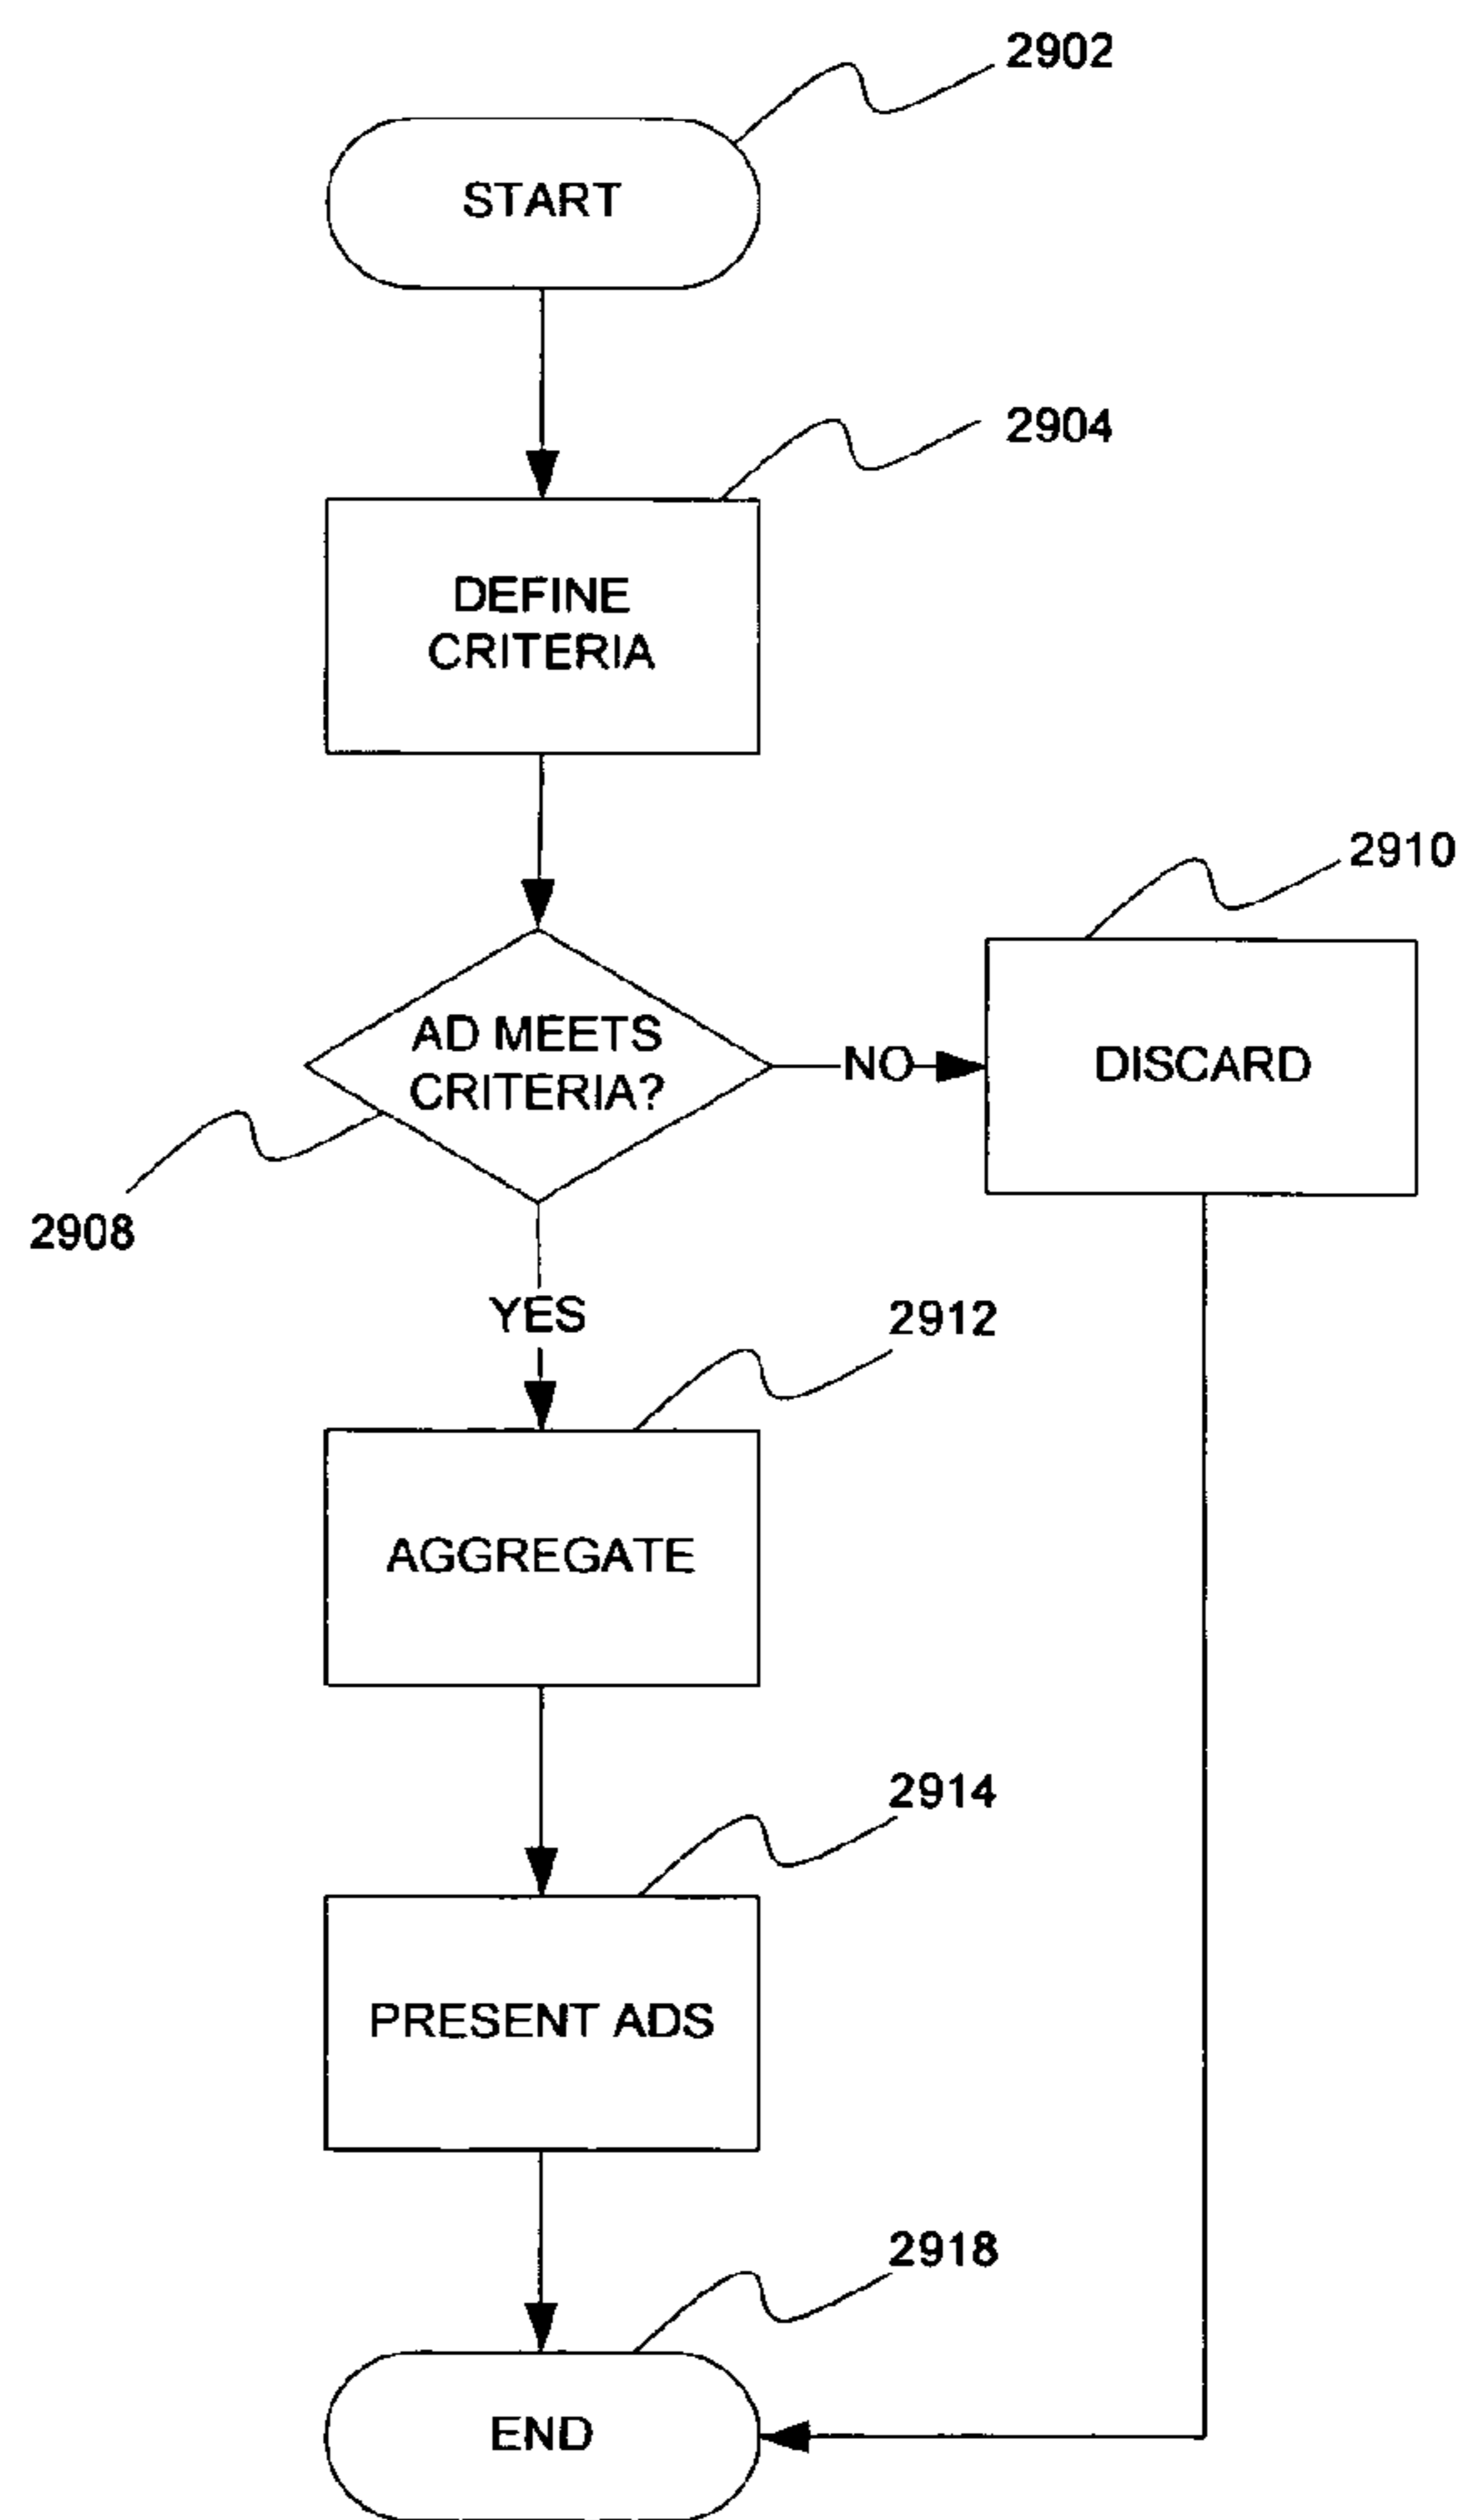 2902
START
2904
DEFINE
CRITERIA
2910
AD MEETS
CRITERIA?
NO
DISCARD
2908
YES
2912
AGGREGATE
2914
PRESENT ADS
2918
END